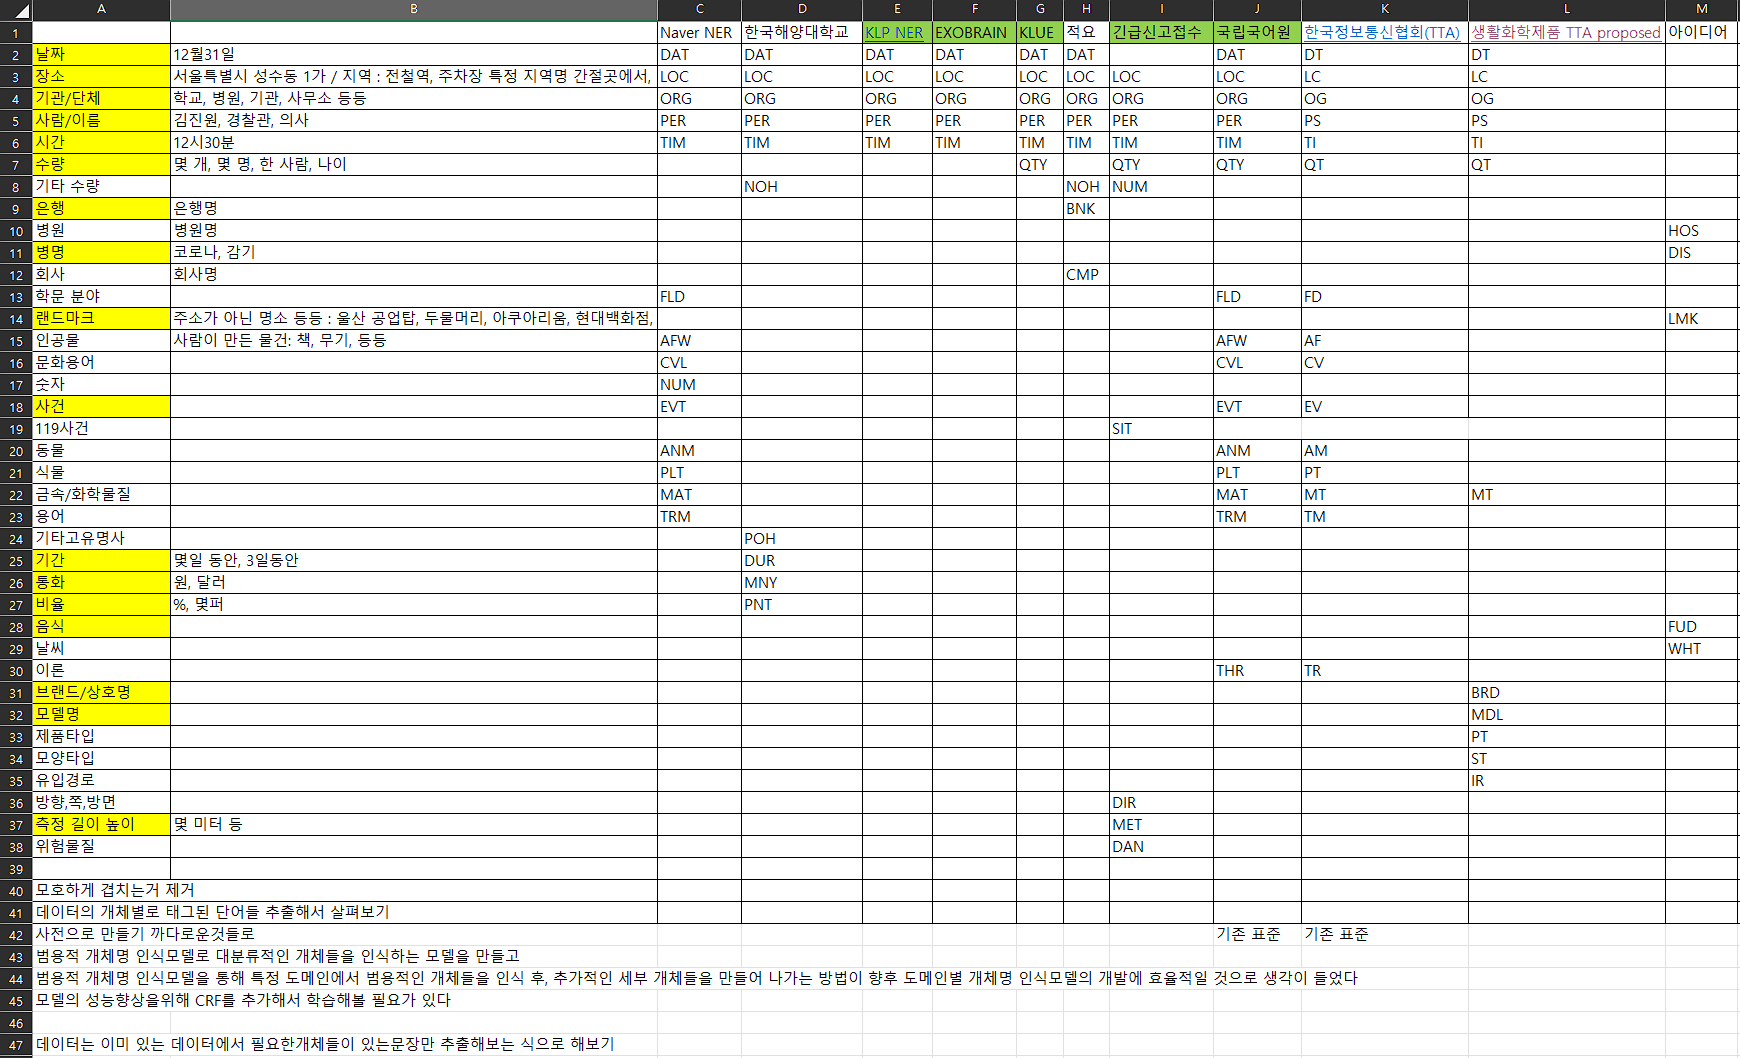 A B C D E F G H I J K L M
1 Naver NER 한국해양대학교 KLP NER EXOBRAIN KLUE 적요 긴급신고접수 국립국어원 한국정보통신협회(TTA) 생활화학제품 TTA proposed 아이디어
2 날짜 12월31일 DAT DAT DAT DAT DAT DAT DAT DT DT
3 장소 서울특별시 성수동 1가 / 지역 : 전철역, 주차장 특정 지역명 간절곳에서, LOC LOC LOC LOC LOC LOC LOC LOC LC LC
4 기관/단체 학교, 병원, 기관, 사무소 등등 ORG ORG ORG ORG ORG ORG ORG ORG OG OG
5 사람/이름 김진원, 경찰관, 의사 PER PER PER PER PER PER PER PER PS PS
6 시간 12시30분 TIM TIM TIM TIM TIM TIM TIM TIM TI TI
7 수량 몇 개, 몇 명, 한 사람, 나이 QTY QTY QTY QT QT
8 기타 수량 NOH NOH NUM
9 은행 은행명 BNK
10 병원 병원명 HOS
11 병명 코로나, 감기 DIS
12 회사 회사명 CMP
13 학문 분야 FLD FLD FD
14 랜드마크 주소가 아닌 명소 등등 : 울산 공업탑, 두물머리, 아쿠아리움, 현대백화점, LMK
15 인공물 사람이 만든 물건: 책, 무기, 등등 AFW AFW AF
16 문화용어 CVL CVL CV
17 숫자 NUM
18 사건 EVT EVT EV
19 119사건 SIT
20 동물 ANM ANM AM
21 식물 PLT PLT PT
22 금속/화학물질 MAT MAT MT MT
23 용어 TRM TRM TM
24 기타고유명사 POH
25 기간 몇일 동안, 3일동안 DUR
26 통화 원, 달러 MNY
27 비율 %, 몇퍼 PNT
28 음식 FUD
29 날씨 WHT
30 이론 THR TR
31 브랜드/상호명 BRD
32 모델명 MDL
33 제품타입 PT
34 모양타입 ST
35 유입경로 IR
36 방향,쪽,방면 DIR
37 측정 길이 높이 몇 미터 등 MET
38 위험물질 DAN
39
40 모호하게 겹치는거 제거
41 데이터의 개체별로 태그된 단어들 추출해서 살펴보기
42 사전으로 만들기 까다로운것들로 기존 표준 기존 표준
43 범용적 개체명 인식모델로 대분류적인 개체들을 인식하는 모델을 만들고
44 범용적 개체명 인식모델을 통해 특정 도메인에서 범용적인 개체들을 인식 후, 추가적인 세부 개체들을 만들어 나가는 방법이 향후 도메인별 개체명 인식모델의 개발에 효율적일 것으로 생각이 들었다
45 모델의 성능향상을위해 CRF를 추가해서 학습해볼 필요가 있다
46
47 데이터는 이미 있는 데이터에서 필요한개체들이 있는문장만 추출해보는 식으로 해보기